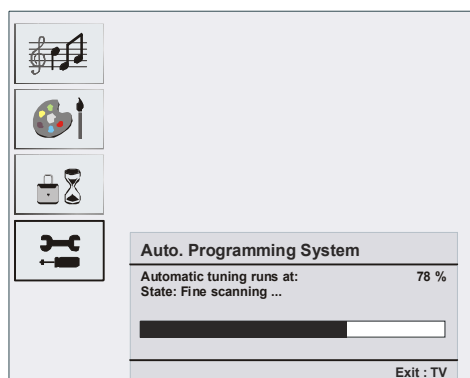 Auto. Programming System
Automatic tuning runs at: 78 %
State: Fine scanning ...
Exit : TV